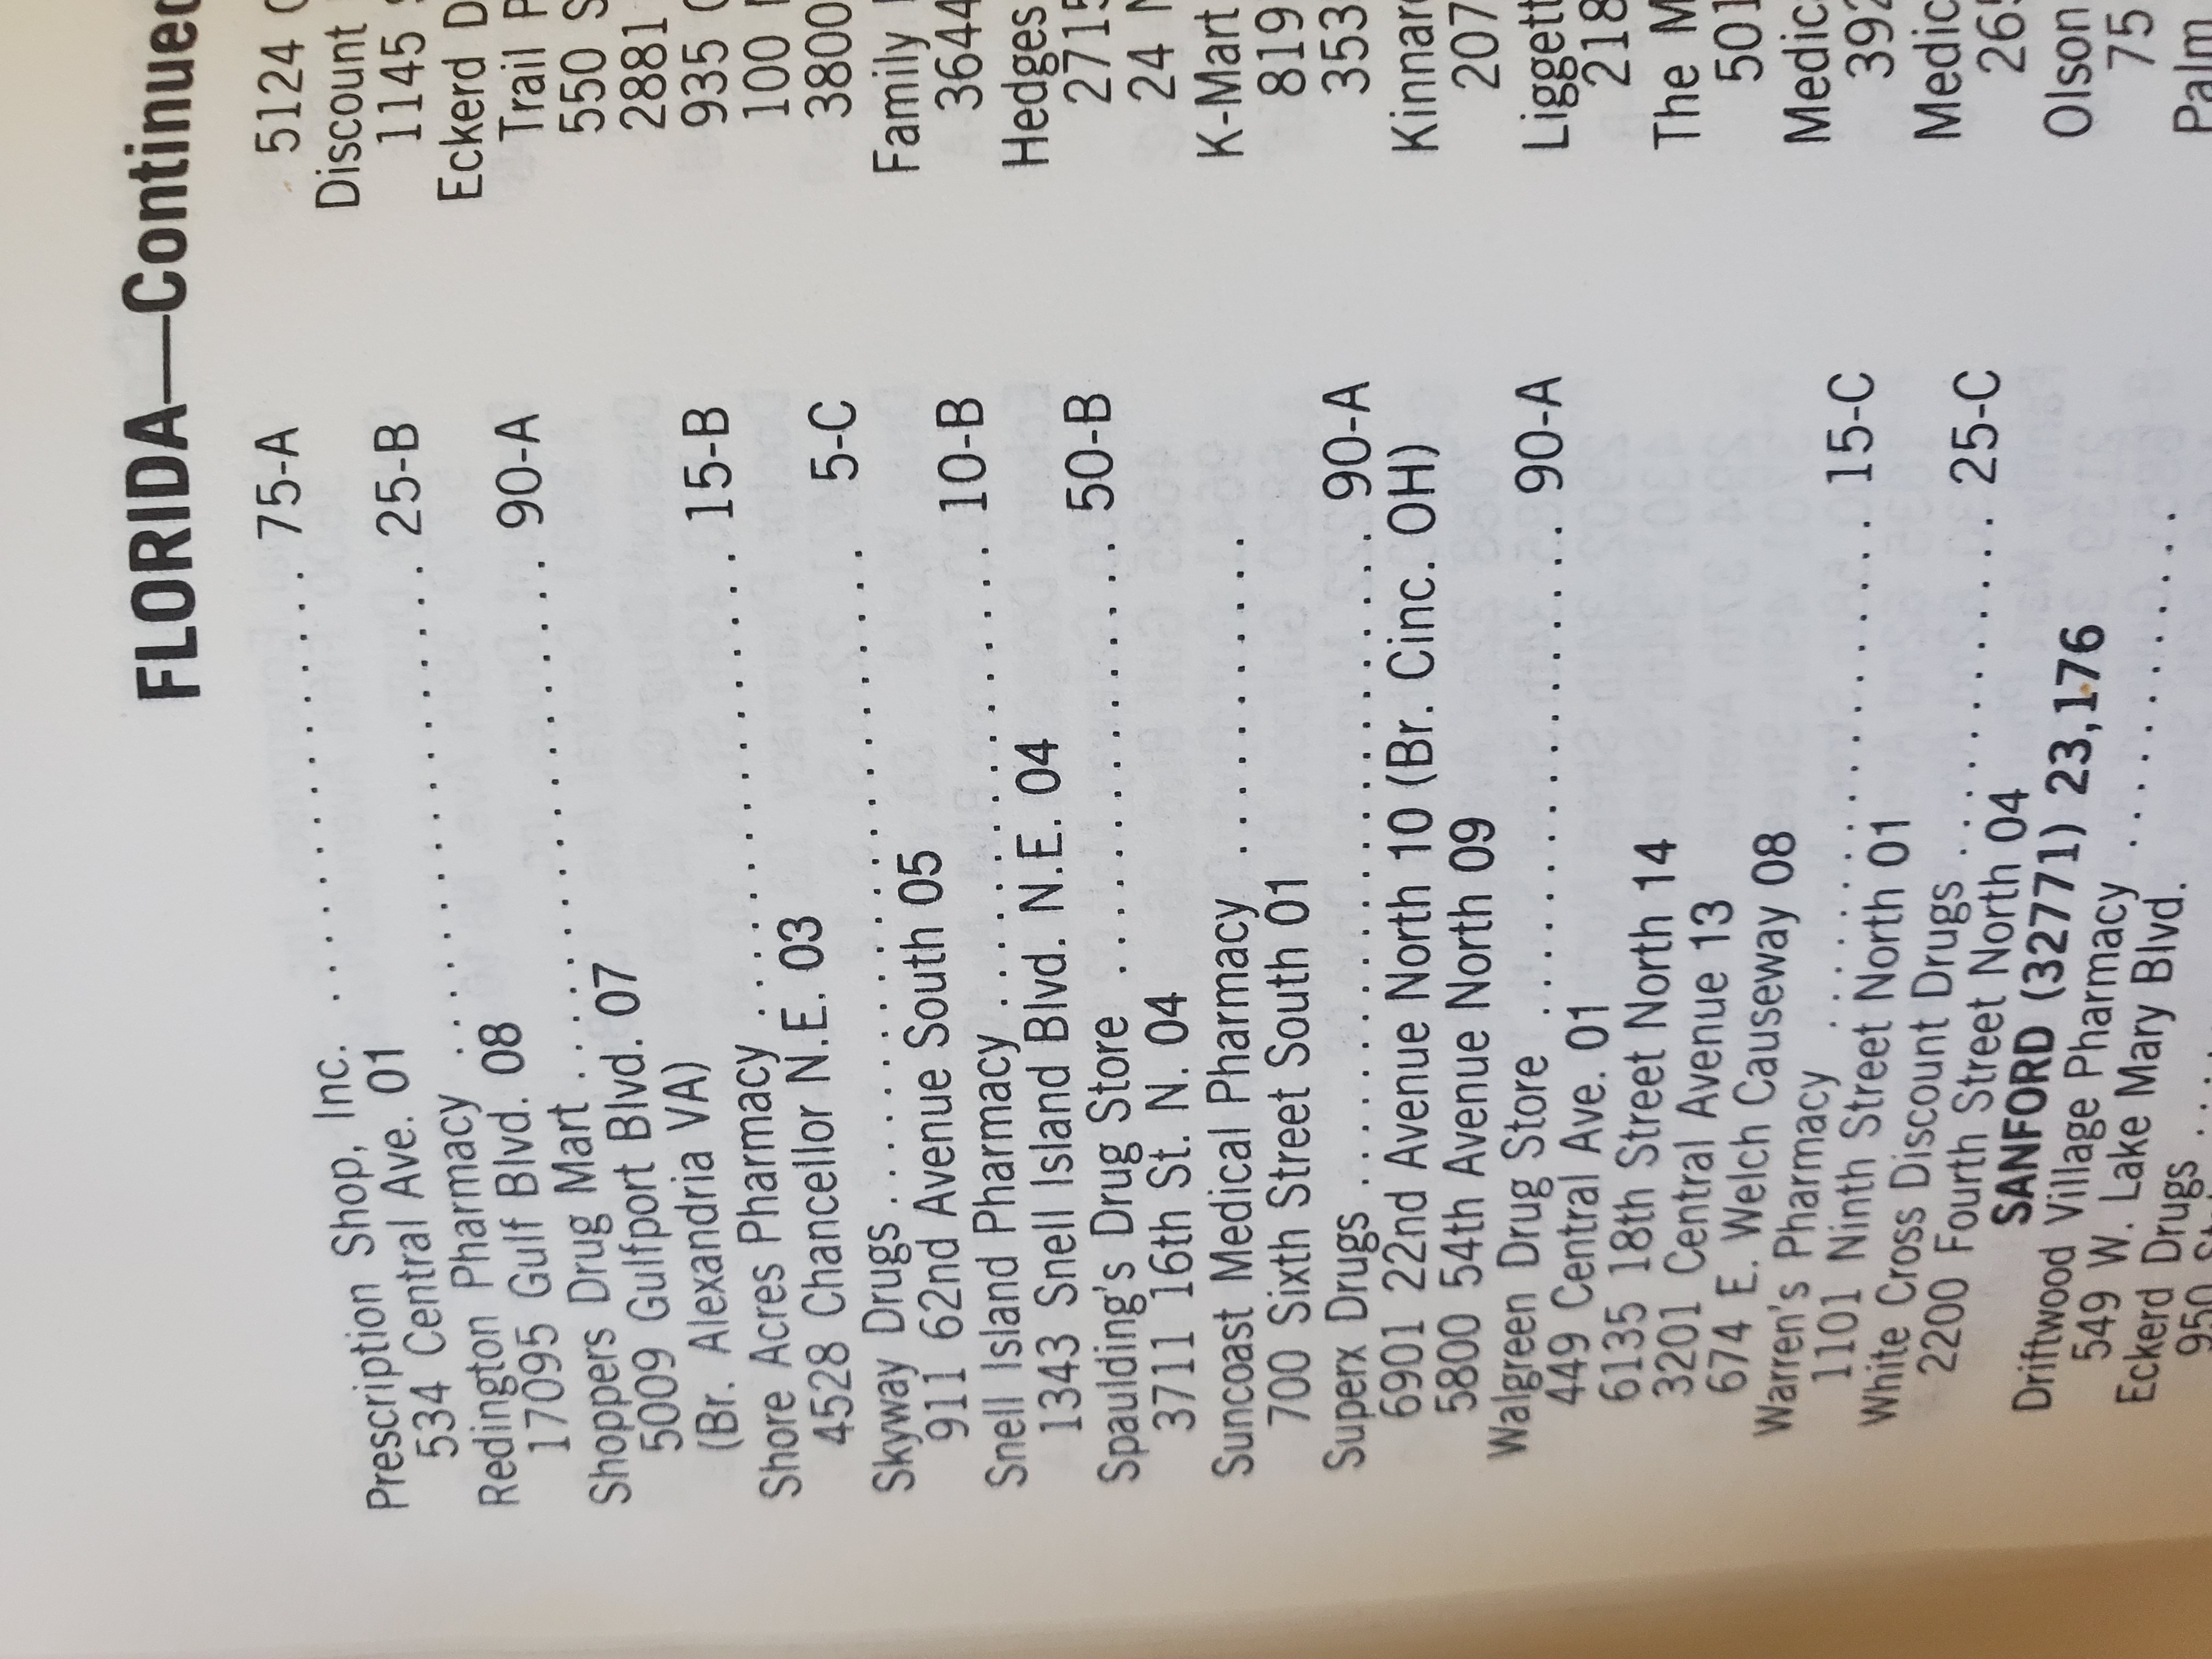 FLORIDA—Continued
Prescription Shop, Inc. . . . . . . . . . . . . . . . 75-A
534 Central Ave. 01
Redington Pharmacy . . . . . . . . . . . . . . . . . 25-B
17095 Gulf Blvd. 08
Shoppers Drug Mart . . . . . . . . . . . . . . . . . 90-A
5009 Gulfport Blvd. 07
(Br. Alexandria VA)
Shore Acres Pharmacy . . . . . . . . . . . . . . . 15-B
4528 Chancellor N.E. 03
Skyway Drugs . . . . . . . . . . . . . . . . . . . . . 5-C
911 62nd Avenue South 05
Snell Island Pharmacy . . . . . . . . . . . . . . . 10-B
1343 Snell Island Blvd. N.E. 04
Spaulding's Drug Store . . . . . . . . . . . . . . 50-B
3711 16th St. N. 04
Suncoast Medical Pharmacy . . . . . . . . . . .
700 Sixth Street South 01
Superx Drugs . . . . . . . . . . . . . . . . . . . . . 90-A
6901 22nd Avenue North 10 (Br. Cinc. OH)
5800 54th Avenue North 09
Walgreen Drug Store . . . . . . . . . . . . . . . . 90-A
449 Central Ave. 01
6135 18th Street North 14
3201 Central Avenue 13
674 E. Welch Causeway 08
Warren's Pharmacy . . . . . . . . . . . . . . . . . 15-C
1101 Ninth Street North 01
White Cross Discount Drugs . . . . . . . . . . 25-C
2200 Fourth Street North 04
SANFORD (32771) 23,176
Driftwood Village Pharmacy . . . . . . . . . . .
549 W. Lake Mary Blvd.
Eckerd Drugs . . .
950
5124
Discount
1145
Eckerd D
Trail P
550 S
2881
935
100
3800
Family
3644
Hedges
2715
24 N
K-Mart
819
353
Kinnar
207
Liggett
218
The M
501
Medic
392
Medic
265
Olson
75
Palm